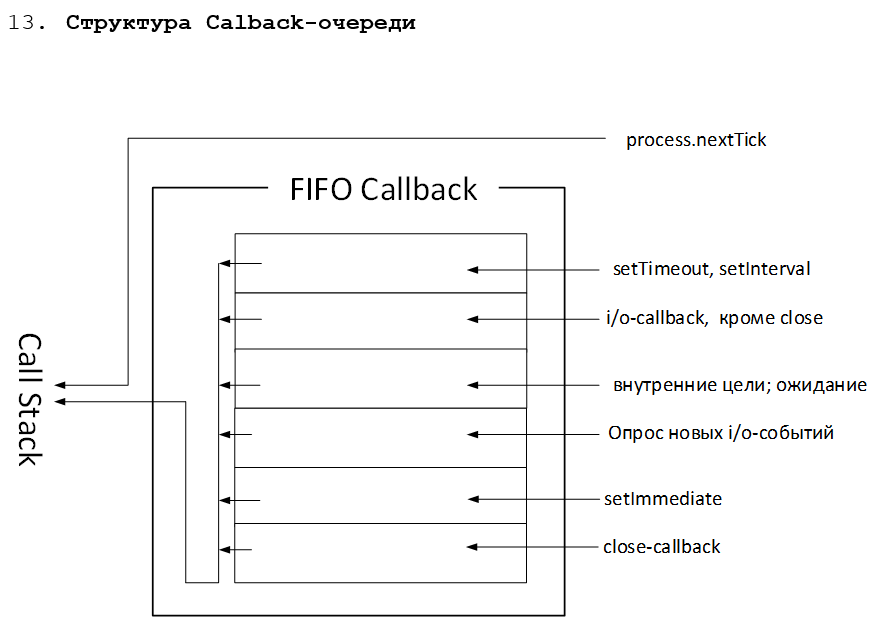 13. Структура Calback-очереди
process.nextTick
FIFO Callback
setTimeout, setInterval
i/o-callback, кроме close
внутренние цели; ожидание
Опрос новых i/o-событий
setImmediate
close-callback
Call Stack